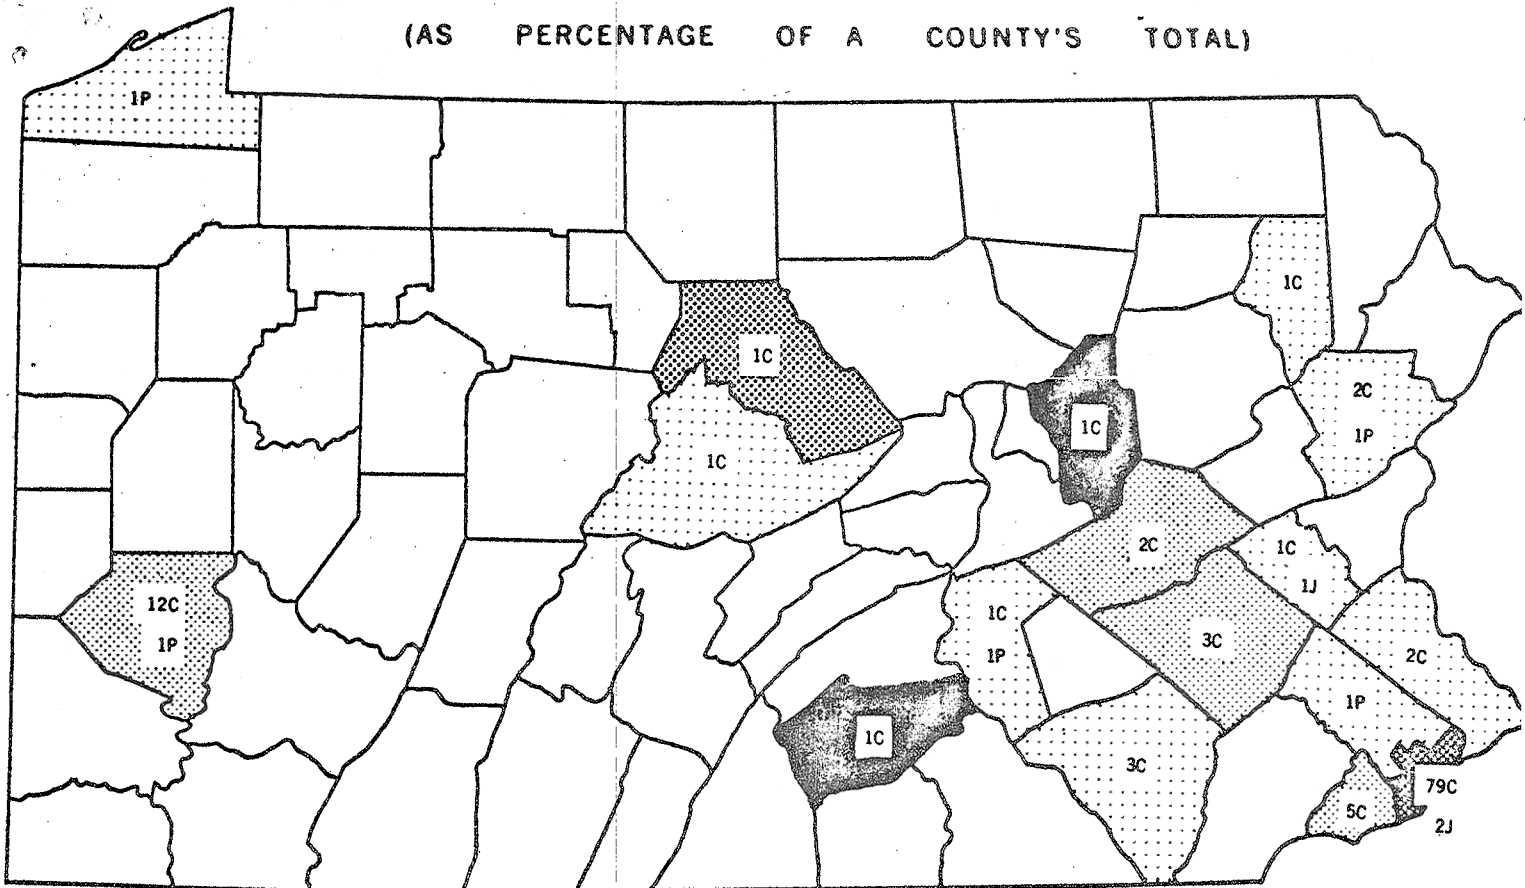 (AS PERCENTAGE OF A COUNTY'S TOTAL)
1P
1C
1C
2C
1P
1C
1C
2C
1C
1J
12C
1P
1C
1P
3C
2C
1P
1C
3C
79C
5C
2J